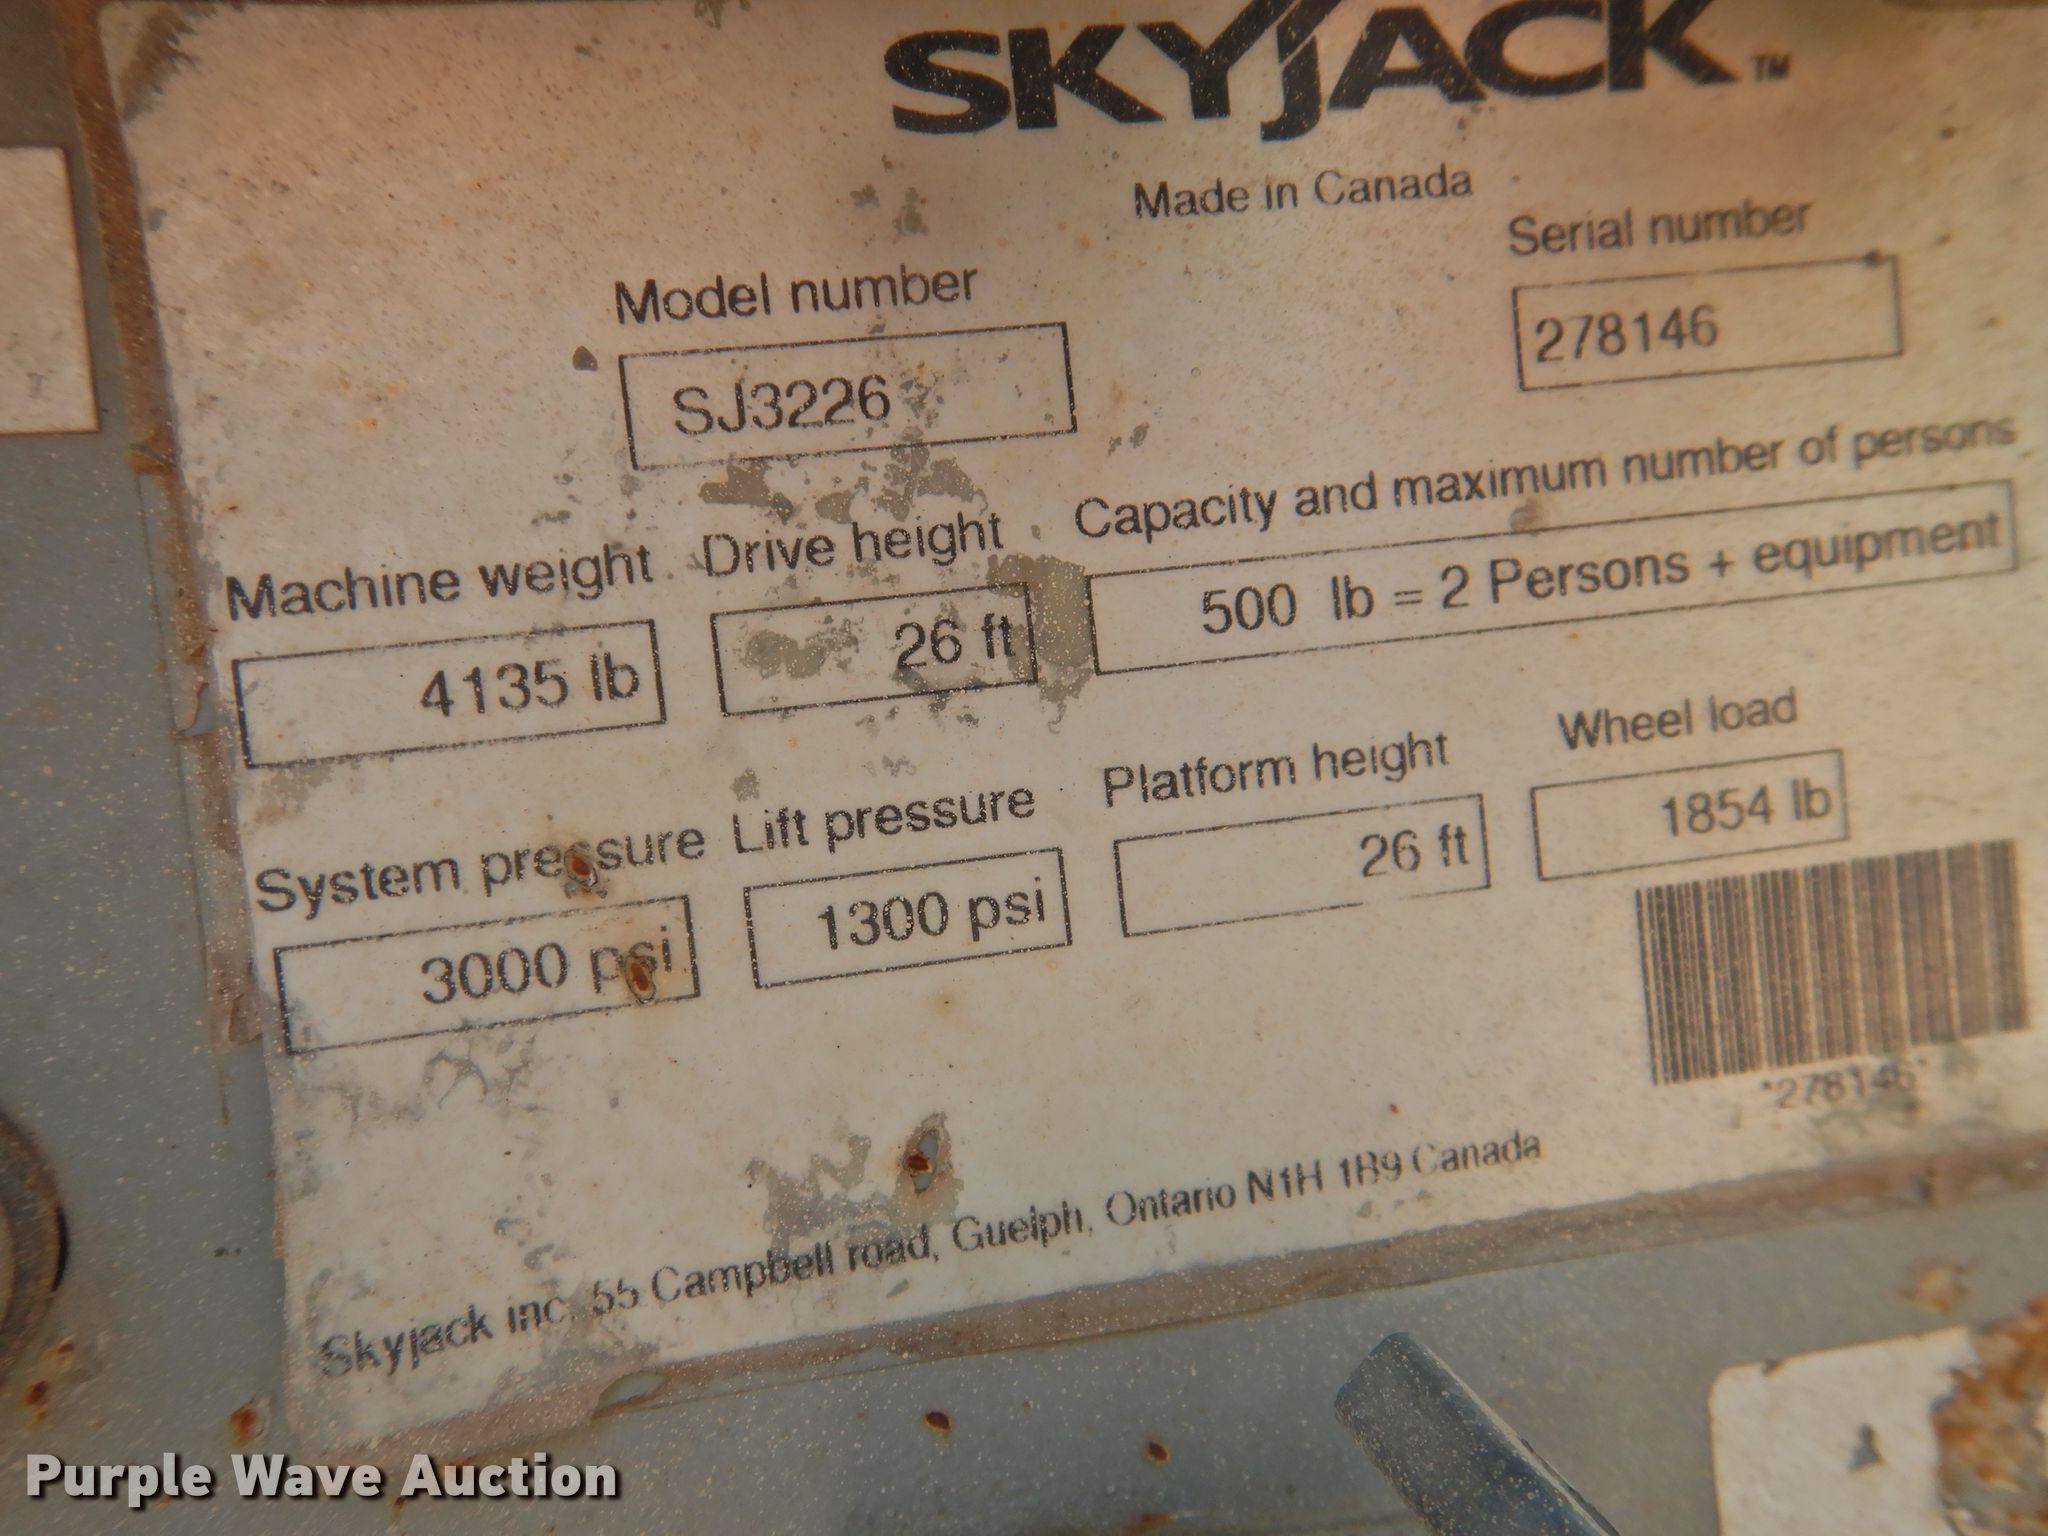 SKYJACK™
Made in Canada
Model number
SJ3226
Serial number
278146
Machine weight
4135 lb
Drive height
26 ft
Capacity and maximum number of persons
500 lb = 2 Persons + equipment
System pressure
3000 psi
Lift pressure
1300 psi
Platform height
26 ft
Wheel load
1854 lb
*278146*
Skyjack inc. 55 Campbell road, Guelph, Ontario N1H 1B9 Canada
Purple Wave Auction